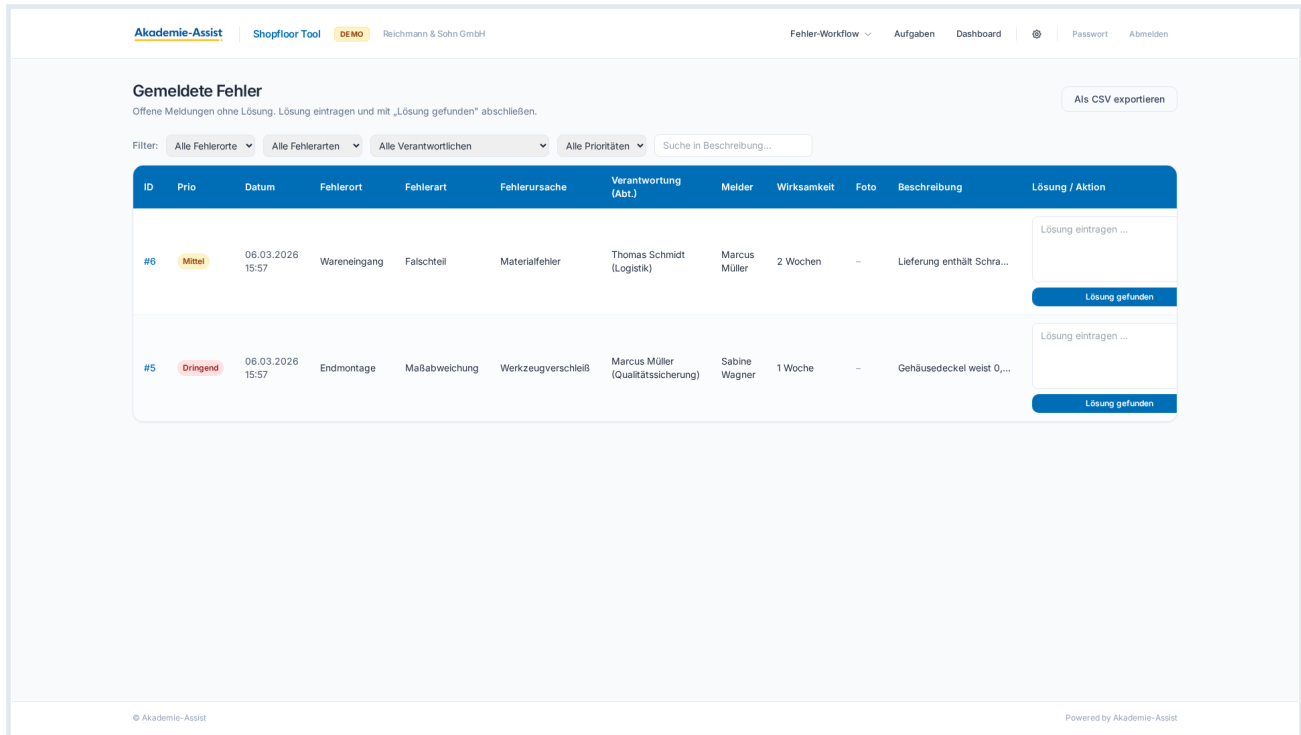 Akademie-Assist Shopfloor Tool DEMO Reichmann & Sohn GmbH Fehler-Workflow Aufgaben Dashboard Passwort Abmelden
Gemeldete Fehler
Offene Meldungen ohne Lösung. Lösung eintragen und mit „Lösung gefunden" abschließen.
Als CSV exportieren
Filter: Alle Fehlerorte Alle Fehlerarten Alle Verantwortlichen Alle Prioritäten Suche in Beschreibung...
ID Prio Datum Fehlerort Fehlerart Fehlerursache Verantwortung (Abt.) Melder Wirksamkeit Foto Beschreibung Lösung / Aktion
#6 Mittel 06.03.2026 15:57 Wareneingang Falschteil Materialfehler Thomas Schmidt (Logistik) Marcus Müller 2 Wochen – Lieferung enthält Schra... Lösung eintragen ...
Lösung gefunden
#5 Dringend 06.03.2026 15:57 Endmontage Maßabweichung Werkzeugverschleiß Marcus Müller (Qualitätssicherung) Sabine Wagner 1 Woche – Gehäusedeckel weist 0,... Lösung eintragen ...
Lösung gefunden
© Akademie-Assist Powered by Akademie-Assist